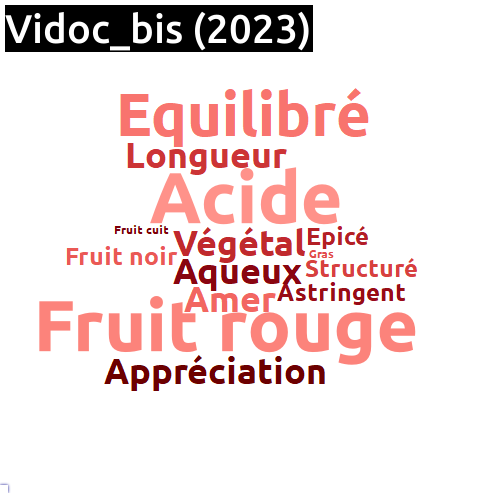 Vidoc_bis (2023)
Equilibré
Longueur
Acide
Fruit cuit
Végétal
Epicé
Fruit noir
Gras
Aqueux
Structuré
Amer
Astringent
Fruit rouge
Appréciation